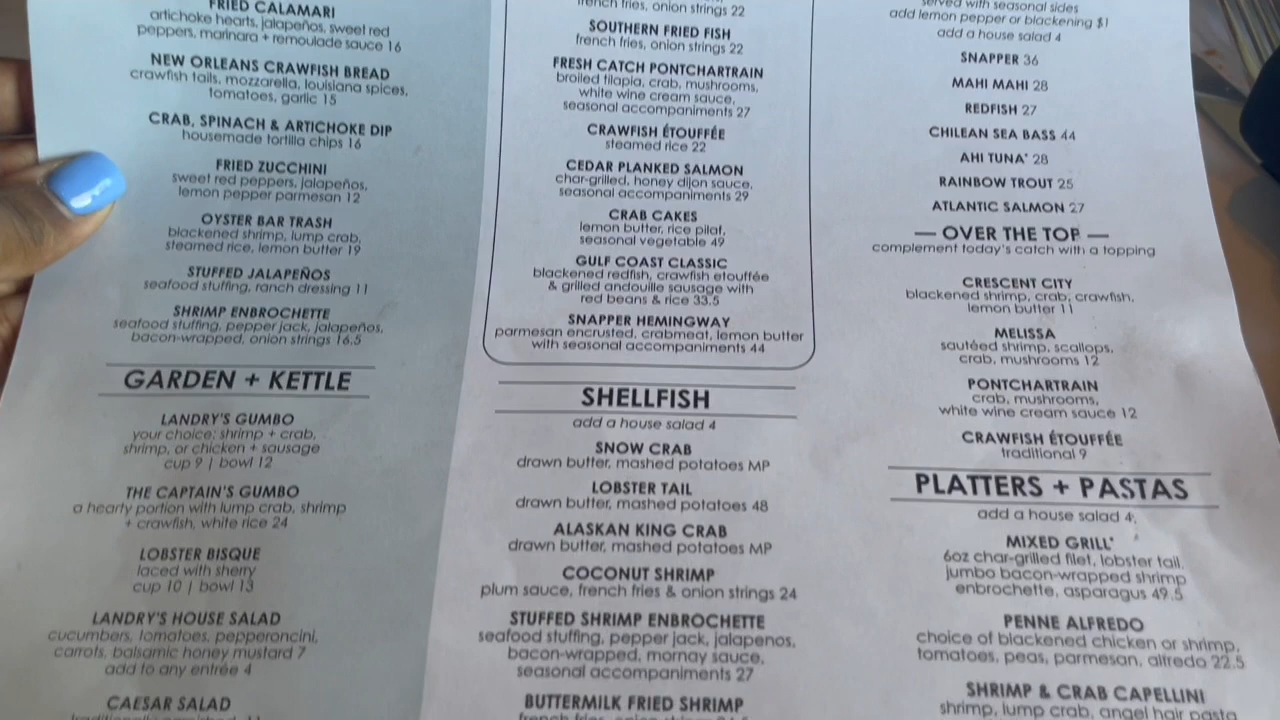 FRIED CALAMARI
artichoke hearts, jalapeños, sweet red
peppers, marinara + remoulade sauce 16
NEW ORLEANS CRAWFISH BREAD
crawfish tails, mozzarella, louisiana spices,
tomatoes, garlic 15
CRAB, SPINACH & ARTICHOKE DIP
housemade tortilla chips 16
FRIED ZUCCHINI
sweet red peppers, jalapeños,
lemon pepper parmesan 12
OYSTER BAR TRASH
blackened shrimp, lump crab,
steamed rice, lemon butter 19
STUFFED JALAPEÑOS
seafood stuffing, ranch dressing 11
SHRIMP ENBROCHETTE
seafood stuffing, pepper jack, jalapeños,
bacon-wrapped, onion strings 16.5
GARDEN + KETTLE
LANDRY'S GUMBO
your choice: shrimp + crab,
shrimp, or chicken + sausage
cup 9 | bowl 12
THE CAPTAIN'S GUMBO
a hearty portion with lump crab, shrimp
+ crawfish, white rice 24
LOBSTER BISQUE
laced with sherry
cup 10 | bowl 13
LANDRY'S HOUSE SALAD
cucumbers, tomatoes, pepperoncini,
carrots, balsamic honey mustard 7
add to any entrée 4
CAESAR SALAD
french fries, onion strings 22
SOUTHERN FRIED FISH
french fries, onion strings 22
FRESH CATCH PONTCHARTRAIN
broiled tilapia, crab, mushrooms,
white wine cream sauce,
seasonal accompaniments 27
CRAWFISH ÉTOUFFÉE
steamed rice 22
CEDAR PLANKED SALMON
char-grilled, honey dijon sauce,
seasonal accompaniments 29
CRAB CAKES
lemon butter, rice pilaf,
seasonal vegetable 49
GULF COAST CLASSIC
blackened redfish, crawfish etouffée
& grilled andouille sausage with
red beans & rice 33.5
SNAPPER HEMINGWAY
parmesan encrusted, crabmeat, lemon butter
with seasonal accompaniments 44
SHELLFISH
add a house salad 4
SNOW CRAB
drawn butter, mashed potatoes MP
LOBSTER TAIL
drawn butter, mashed potatoes 48
ALASKAN KING CRAB
drawn butter, mashed potatoes MP
COCONUT SHRIMP
plum sauce, french fries & onion strings 24
STUFFED SHRIMP ENBROCHETTE
seafood stuffing, pepper jack, jalapenos,
bacon-wrapped, mornay sauce,
seasonal accompaniments 27
BUTTERMILK FRIED SHRIMP
served with seasonal sides
add lemon pepper or blackening $1
add a house salad 4
SNAPPER 36
MAHI MAHI 28
REDFISH 27
CHILEAN SEA BASS 44
AHI TUNA* 28
RAINBOW TROUT 25
ATLANTIC SALMON 27
— OVER THE TOP —
complement today's catch with a topping
CRESCENT CITY
blackened shrimp, crab, crawfish,
lemon butter 11
MELISSA
sautéed shrimp, scallops,
crab, mushrooms 12
PONTCHARTRAIN
crab, mushrooms,
white wine cream sauce 12
CRAWFISH ÉTOUFFÉE
traditional 9
PLATTERS + PASTAS
add a house salad 4
MIXED GRILL*
6oz char-grilled filet, lobster tail,
jumbo bacon-wrapped shrimp
enbrochette, asparagus 49.5
PENNE ALFREDO
choice of blackened chicken or shrimp,
tomatoes, peas, parmesan, alfredo 22.5
SHRIMP & CRAB CAPELLINI
shrimp, lump crab, angel hair pasta